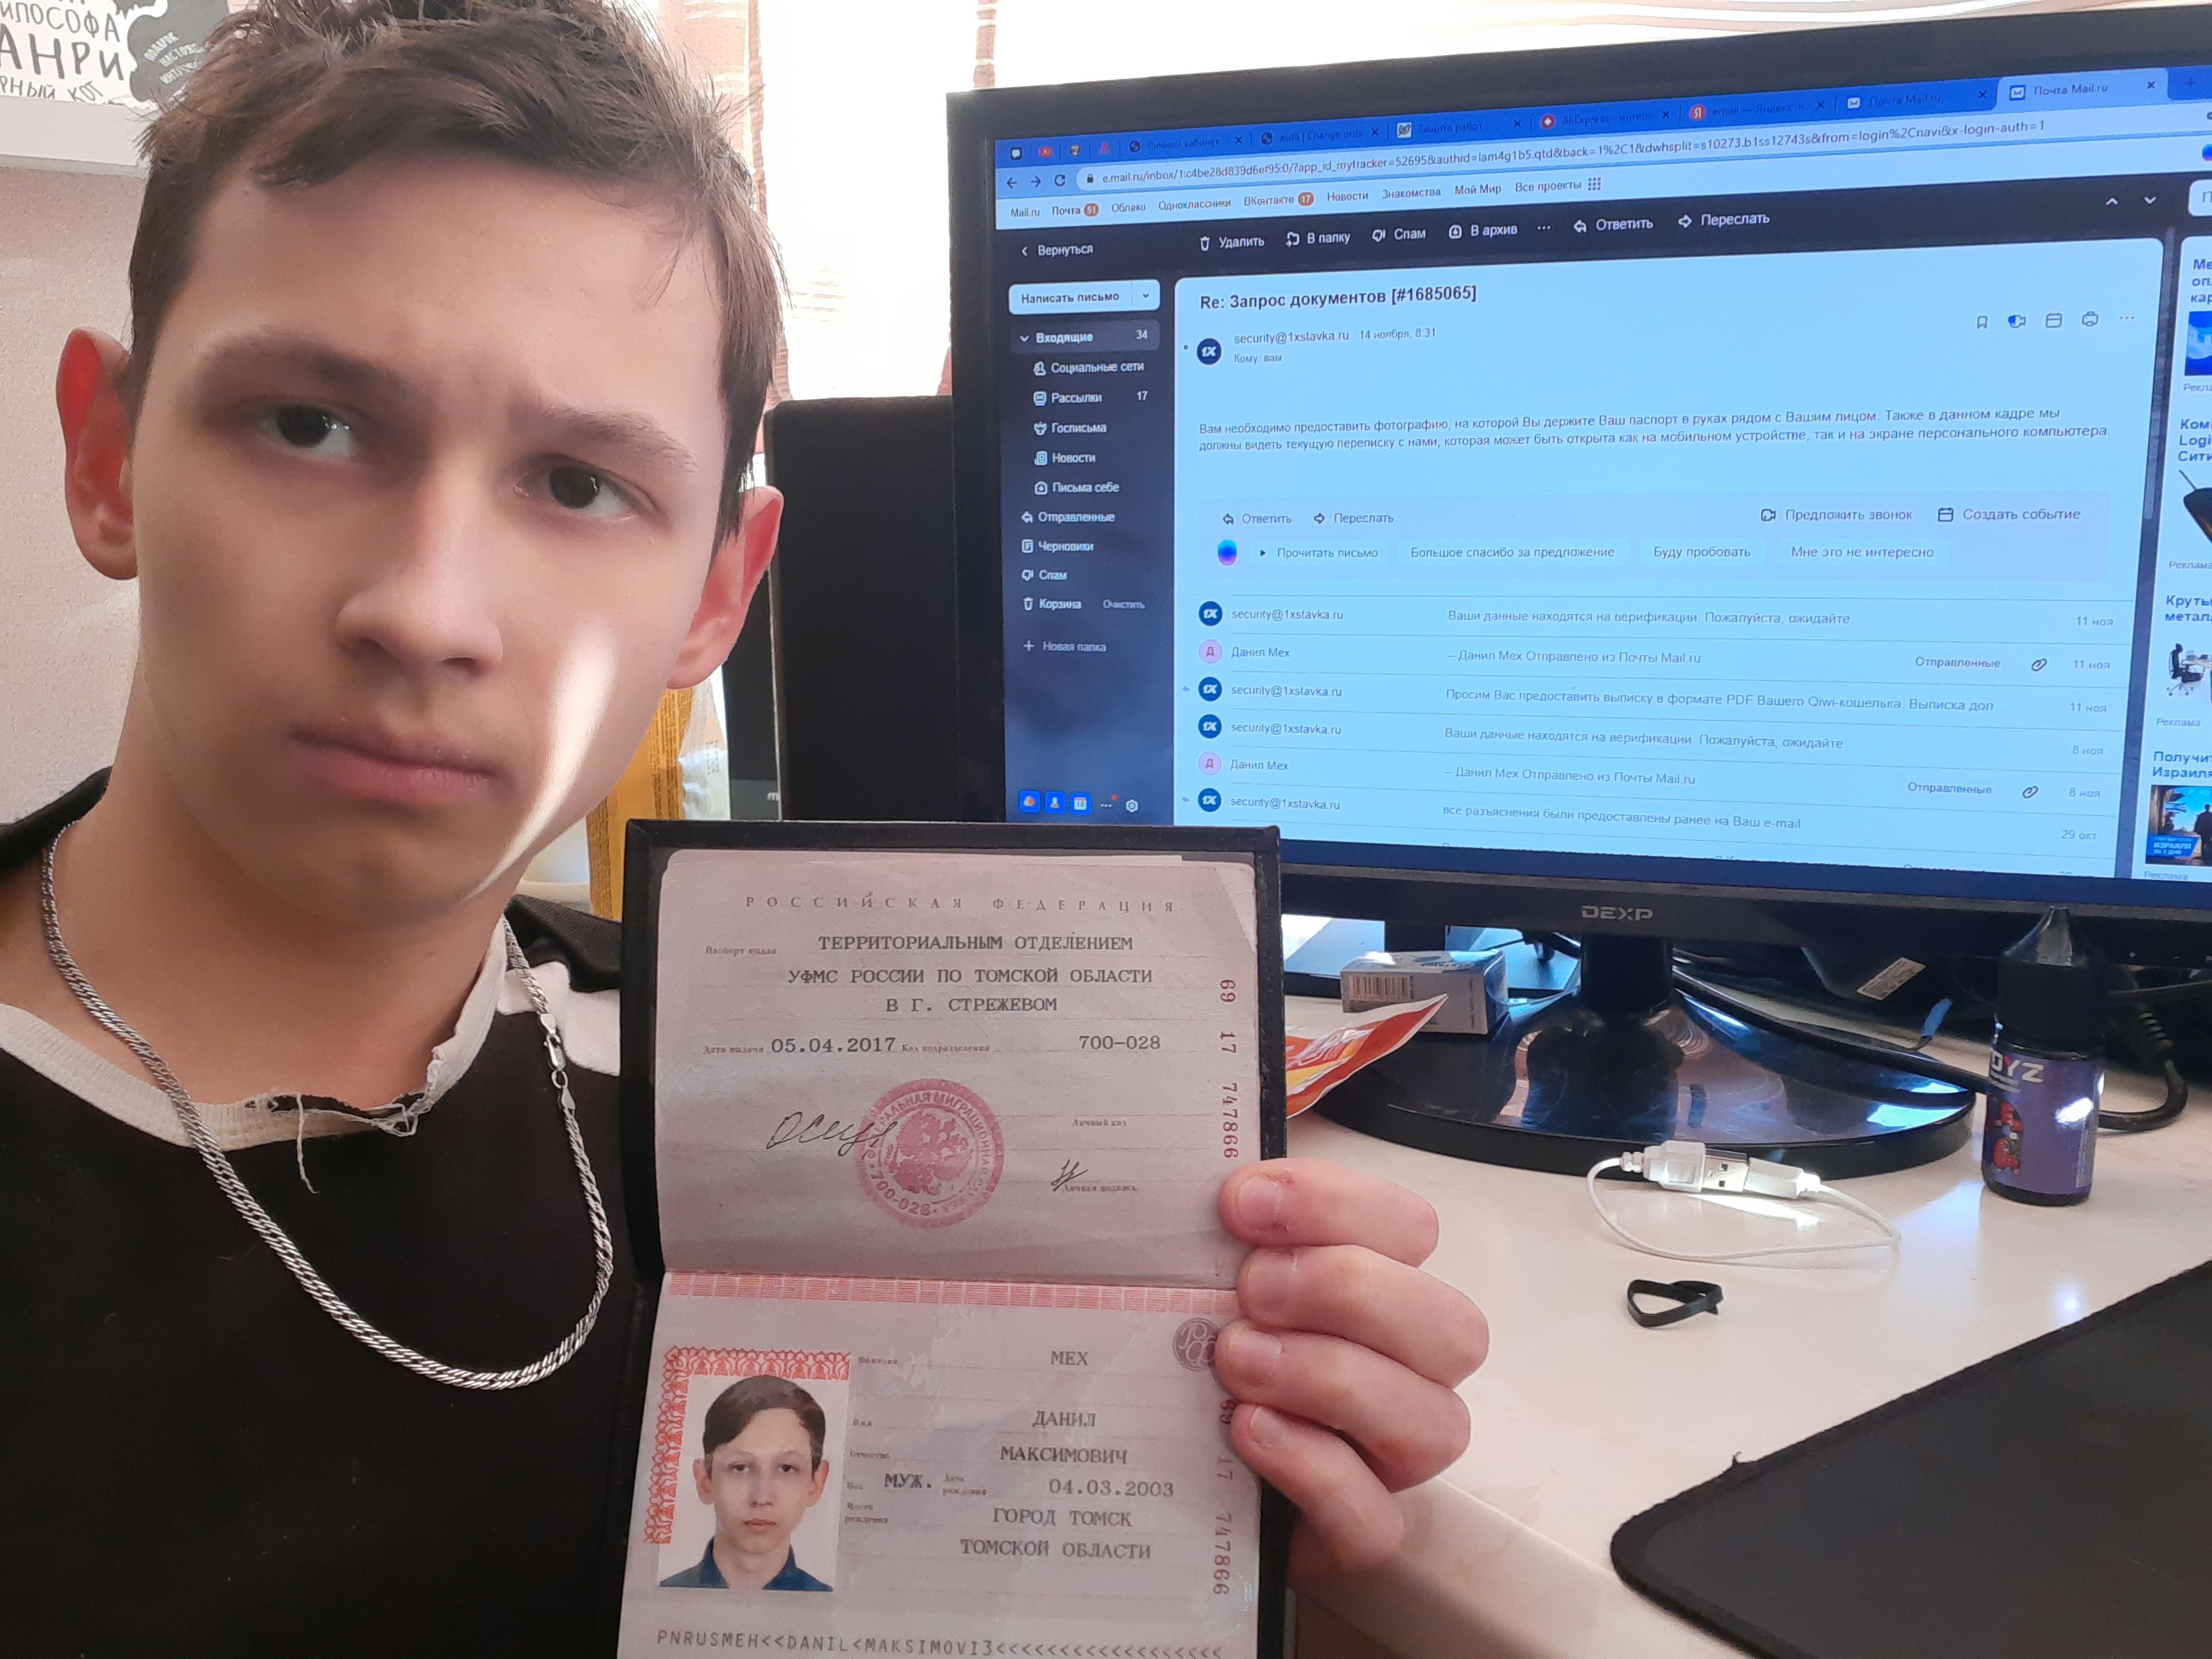 ИЛОСОФА
АНРИ
РНЫЙ КОТ
Личный кабинет
asda | Change
Защита работ
AliExpress
Почта Mail.ru
Почта Mail.ru
e.mail.ru/inbox/1:c4be28d839d6ef95:0/?app_id_mytracker=52695&authid=lam4g1b5.qtd&back=1%2C1&dwhsplit=s10273.b1ss12743s&from=login%2Cnavi&x-login-auth=1
Mail.ru Почта 51 Облако Одноклассники ВКонтакте 17 Новости Знакомства Мой Мир Все проекты
Вернуться Удалить В папку Спам В архив ... Ответить Переслать
Написать письмо
Входящие 34
Социальные сети
Рассылки 17
Госписьма
Новости
Письма себе
Отправленные
Черновики
Спам
Корзина Очистить
Новая папка
Re: Запрос документов [#1685065]
1X security@1xstavka.ru 14 ноября, 8:31
Кому: вам
Вам необходимо предоставить фотографию, на которой Вы держите Ваш паспорт в руках рядом с Вашим лицом. Также в данном кадре мы
должны видеть текущую переписку с нами, которая может быть открыта как на мобильном устройстве, так и на экране персонального компьютера.
Ответить Переслать Предложить звонок Создать событие
Прочитать письмо Большое спасибо за предложение Буду пробовать Мне это не интересно
1X security@1xstavka.ru Ваши данные находятся на верификации. Пожалуйста, ожидайте. 11 ноя
Д Данил Мех – Данил Мех Отправлено из Почты Mail.ru Отправленные 11 ноя
1X security@1xstavka.ru Просим Вас предоставить выписку в формате PDF Вашего Qiwi-кошелька. Выписка дол 11 ноя
1X security@1xstavka.ru Ваши данные находятся на верификации. Пожалуйста, ожидайте. 8 ноя
Д Данил Мех – Данил Мех Отправлено из Почты Mail.ru Отправленные 8 ноя
1X security@1xstavka.ru все разъяснения были предоставлены ранее на Ваш e-mail 29 окт
Ме
оп
кар
Рекла
Ком
Logi
Сити
Реклама
Круты
метал
Реклама
Получит
Израиля
Реклама
DEXP
РОССИЙСКАЯ ФЕДЕРАЦИЯ
Паспорт выдан ТЕРРИТОРИАЛЬНЫМ ОТДЕЛЕНИЕМ
УФМС РОССИИ ПО ТОМСКОЙ ОБЛАСТИ
В Г. СТРЕЖЕВОМ
Дата выдачи 05.04.2017 Код подразделения 700-028
Личный код
Личная подпись
700-028
69 17 747866
Фамилия МЕХ
Имя ДАНИЛ
Отчество МАКСИМОВИЧ
Пол МУЖ. Дата рождения 04.03.2003
Место рождения ГОРОД ТОМСК
ТОМСКОЙ ОБЛАСТИ
69 17 747866
PNRUSMEH<<DANIL<MAKSIMOVI3<<<<<<<<<<<<<<<<<<